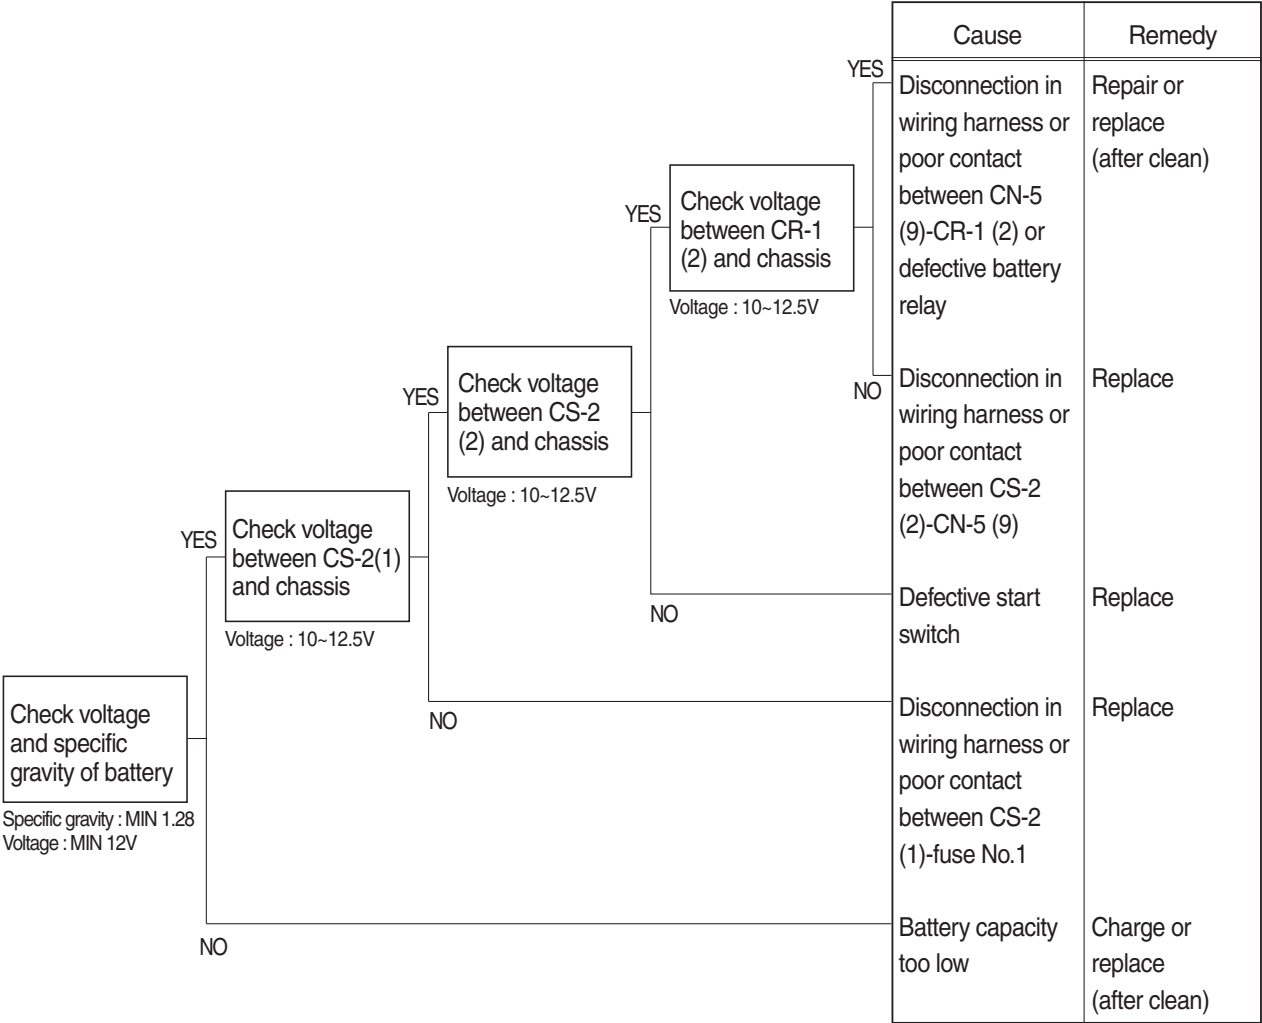 Cause
Remedy
YES
Disconnection in
wiring harness or
poor contact
between CN-5
(9)-CR-1 (2) or
defective battery
relay
Repair or
replace
(after clean)
YES
Check voltage
between CR-1
(2) and chassis
Voltage : 10~12.5V
NO
Disconnection in
wiring harness or
poor contact
between CS-2
(2)-CN-5 (9)
Replace
YES
Check voltage
between CS-2
(2) and chassis
Voltage : 10~12.5V
NO
Defective start
switch
Replace
YES
Check voltage
between CS-2(1)
and chassis
Voltage : 10~12.5V
NO
Disconnection in
wiring harness or
poor contact
between CS-2
(1)-fuse No.1
Replace
Check voltage
and specific
gravity of battery
Specific gravity : MIN 1.28
Voltage : MIN 12V
NO
Battery capacity
too low
Charge or
replace
(after clean)